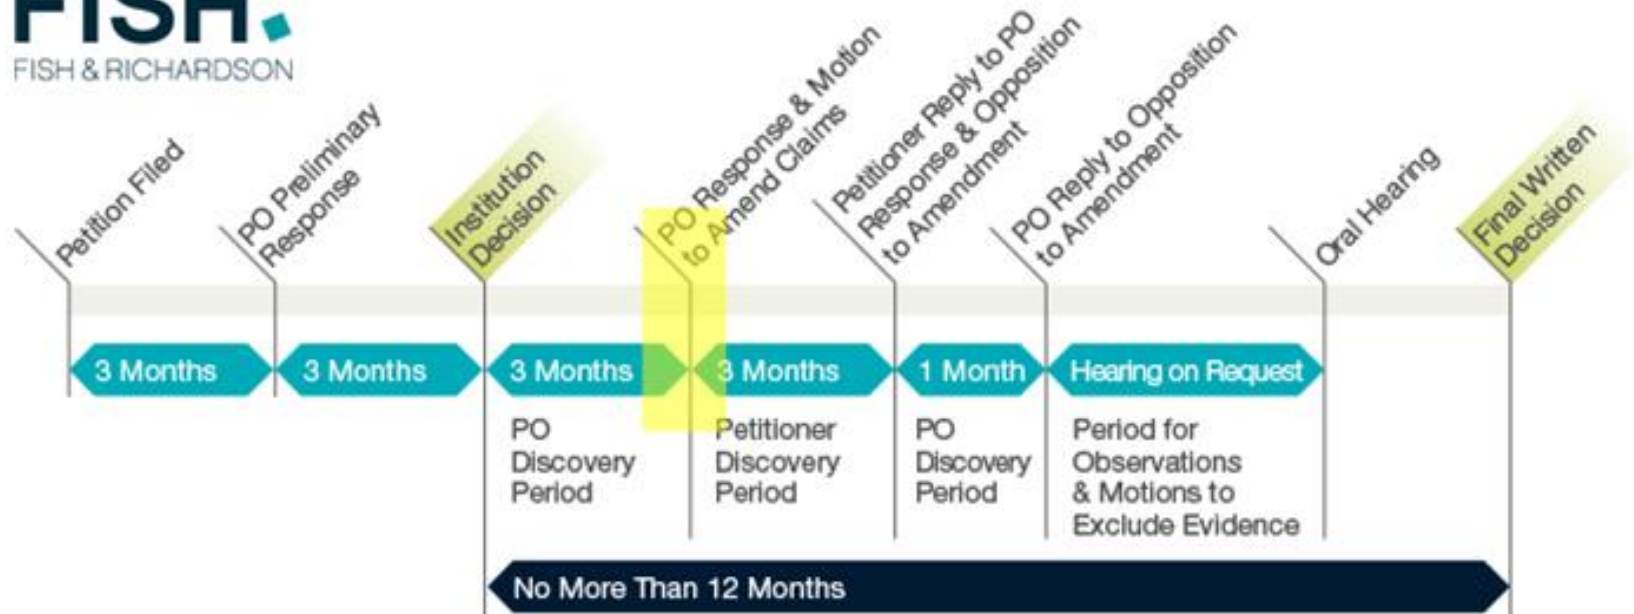 FISH
FISH & RICHARDSON
Petition Filed
PO Preliminary
Response
Institution
Decision
PO Response & Motion
to Amend Claims
Petitioner Reply to PO
Response & Opposition
to Amendment
PO Reply to Opposition
to Amendment
Oral Hearing
Final Written
Decision
3 Months
3 Months
3 Months
3 Months
1 Month
Hearing on Request
PO
Discovery
Period
Petitioner
Discovery
Period
PO
Discovery
Period
Period for
Observations
& Motions to
Exclude Evidence
No More Than 12 Months